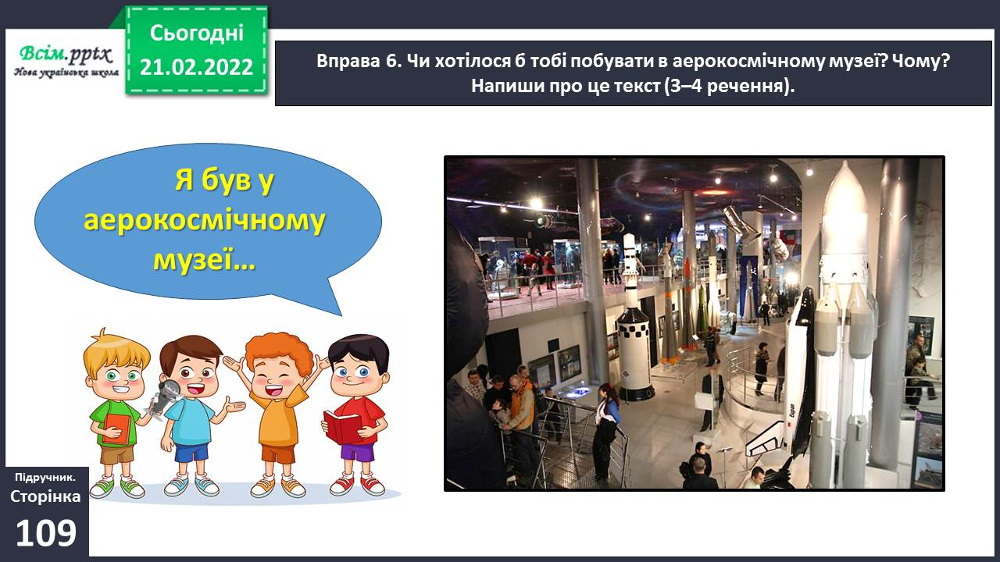 Всім.pptx
Нова українська школа
Сьогодні
21.02.2022
Вправа 6. Чи хотілося б тобі побувати в аерокосмічному музеї? Чому?
Напиши про це текст (3–4 речення).
Я був у
аерокосмічному
музеї...
Буран
Підручник.
Сторінка
109